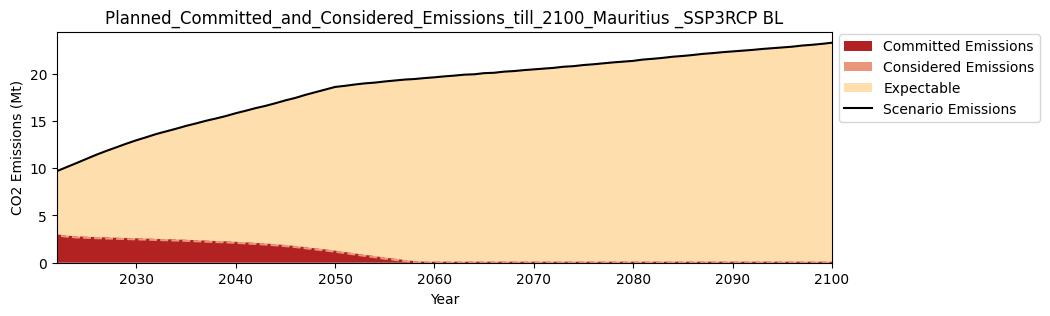 Planned_Committed_and_Considered_Emissions_till_2100_Mauritius _SSP3RCP BL
Committed Emissions
Considered Emissions
Expectable
Scenario Emissions
CO2 Emissions (Mt)
20
15
10
5
0
2030 2040 2050 2060 2070 2080 2090 2100
Year